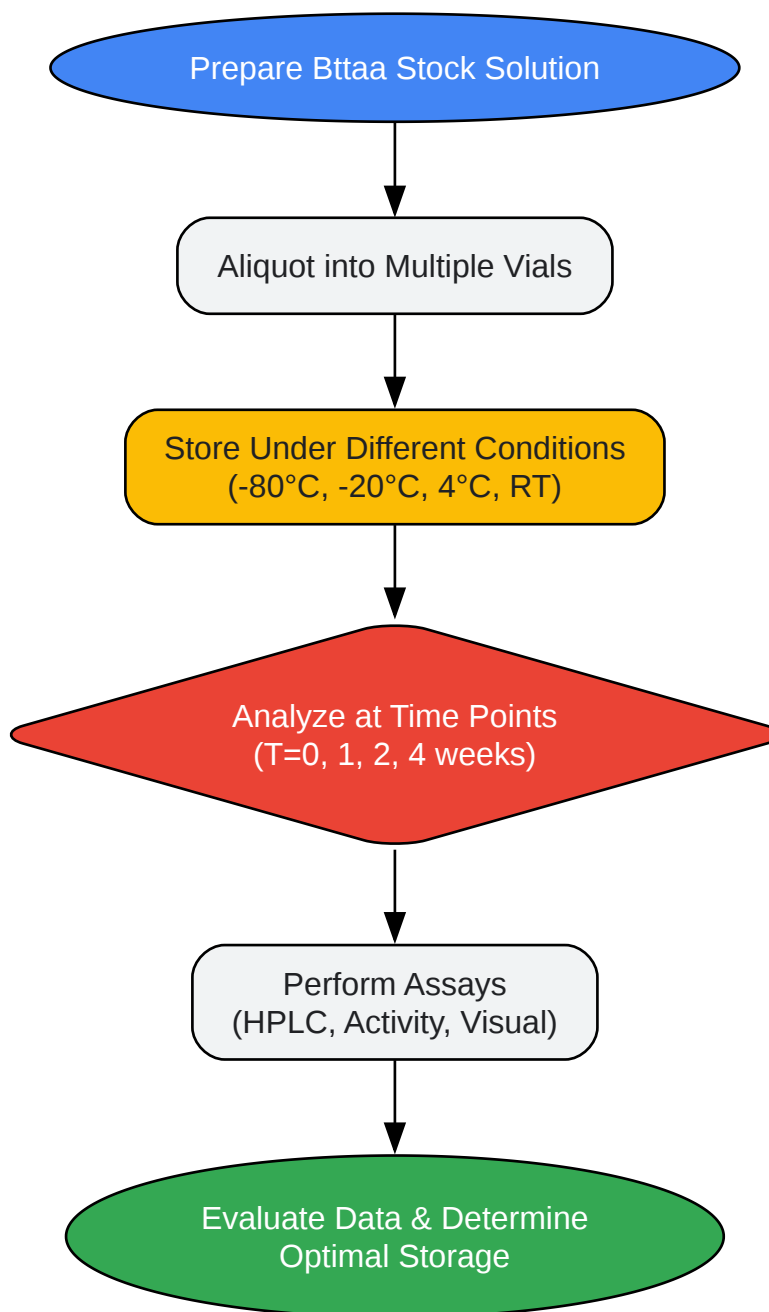 Prepare Bttaa Stock Solution
Aliquot into Multiple Vials
Store Under Different Conditions
(-80°C, -20°C, 4°C, RT)
Analyze at Time Points
(T=0, 1, 2, 4 weeks)
Perform Assays
(HPLC, Activity, Visual)
Evaluate Data & Determine
Optimal Storage